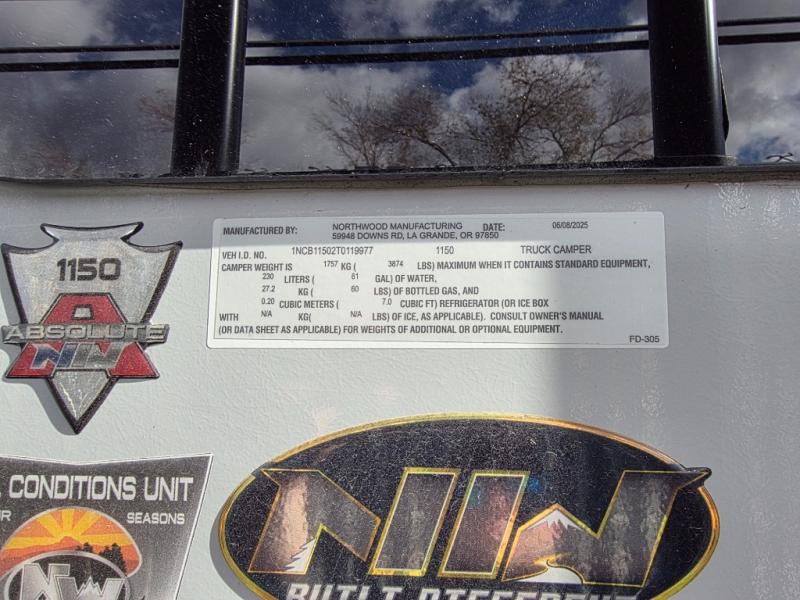 1150
ABSOLUTE
NW
MANUFACTURED BY: NORTHWOOD MANUFACTURING DATE: 06/08/2025
59948 DOWNS RD, LA GRANDE, OR 97850
VEH I.D. NO. 1NCB11502T0119977 1150 TRUCK CAMPER
CAMPER WEIGHT IS 1757 KG ( 3874 LBS) MAXIMUM WHEN IT CONTAINS STANDARD EQUIPMENT,
230 LITERS ( 61 GAL) OF WATER,
27.2 KG ( 60 LBS) OF BOTTLED GAS, AND
0.20 CUBIC METERS ( 7.0 CUBIC FT) REFRIGERATOR (OR ICE BOX
WITH N/A KG( N/A LBS) OF ICE, AS APPLICABLE). CONSULT OWNER'S MANUAL
(OR DATA SHEET AS APPLICABLE) FOR WEIGHTS OF ADDITIONAL OR OPTIONAL EQUIPMENT.
FD-305
CONDITIONS UNIT
SEASONS
NW
NW
BUILT DIFFERENT